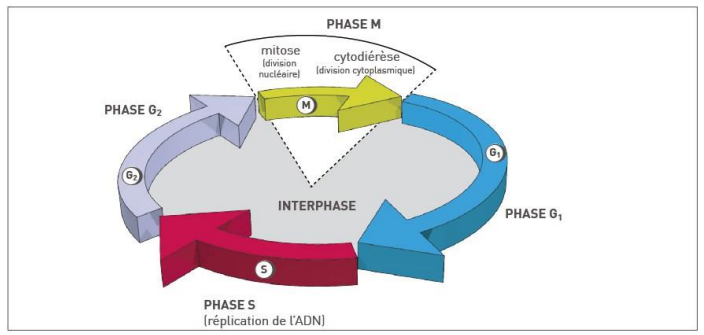 PHASE M
mitose
(division
nucléaire)
cytodiérèse
(division cytoplasmique)
M
PHASE G₂
G₂
G₁
INTERPHASE
PHASE G₁
S
PHASE S
(réplication de l'ADN)